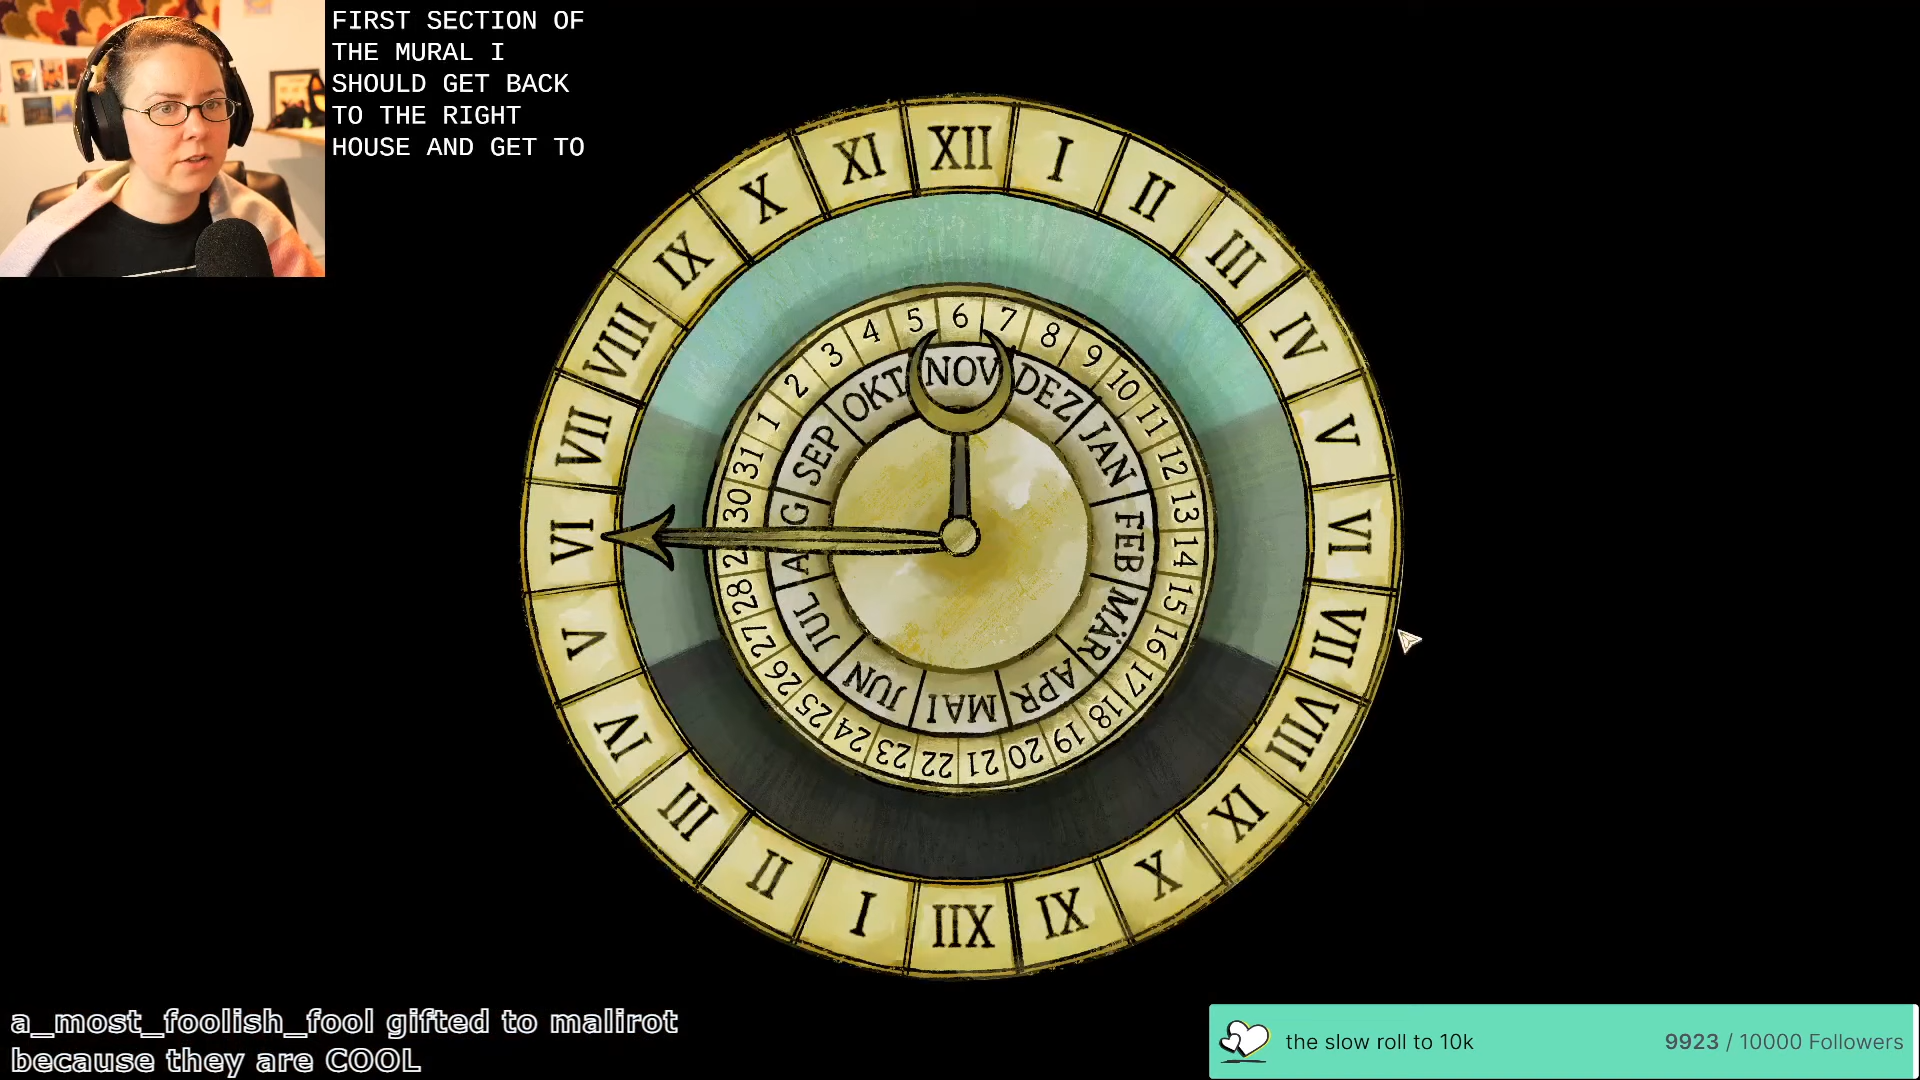 FIRST SECTION OF
THE MURAL I
SHOULD GET BACK
TO THE RIGHT
HOUSE AND GET TO
XII
I
II
III
IV
V
VI
VII
VIII
IX
X
XI
XII
I
II
III
IV
V
VI
VII
VIII
IX
X
XI
6
7
8
9
10
11
12
13
14
15
16
17
18
19
20
21
22
23
24
25
26
27
28
30
31
1
2
3
4
5
NOV
DEZ
JAN
FEB
MÄR
APR
MAI
JUN
JUL
SEP
OKT
a_most_foolish_fool gifted to malirot
because they are COOL
the slow roll to 10k
9923 / 10000 Followers